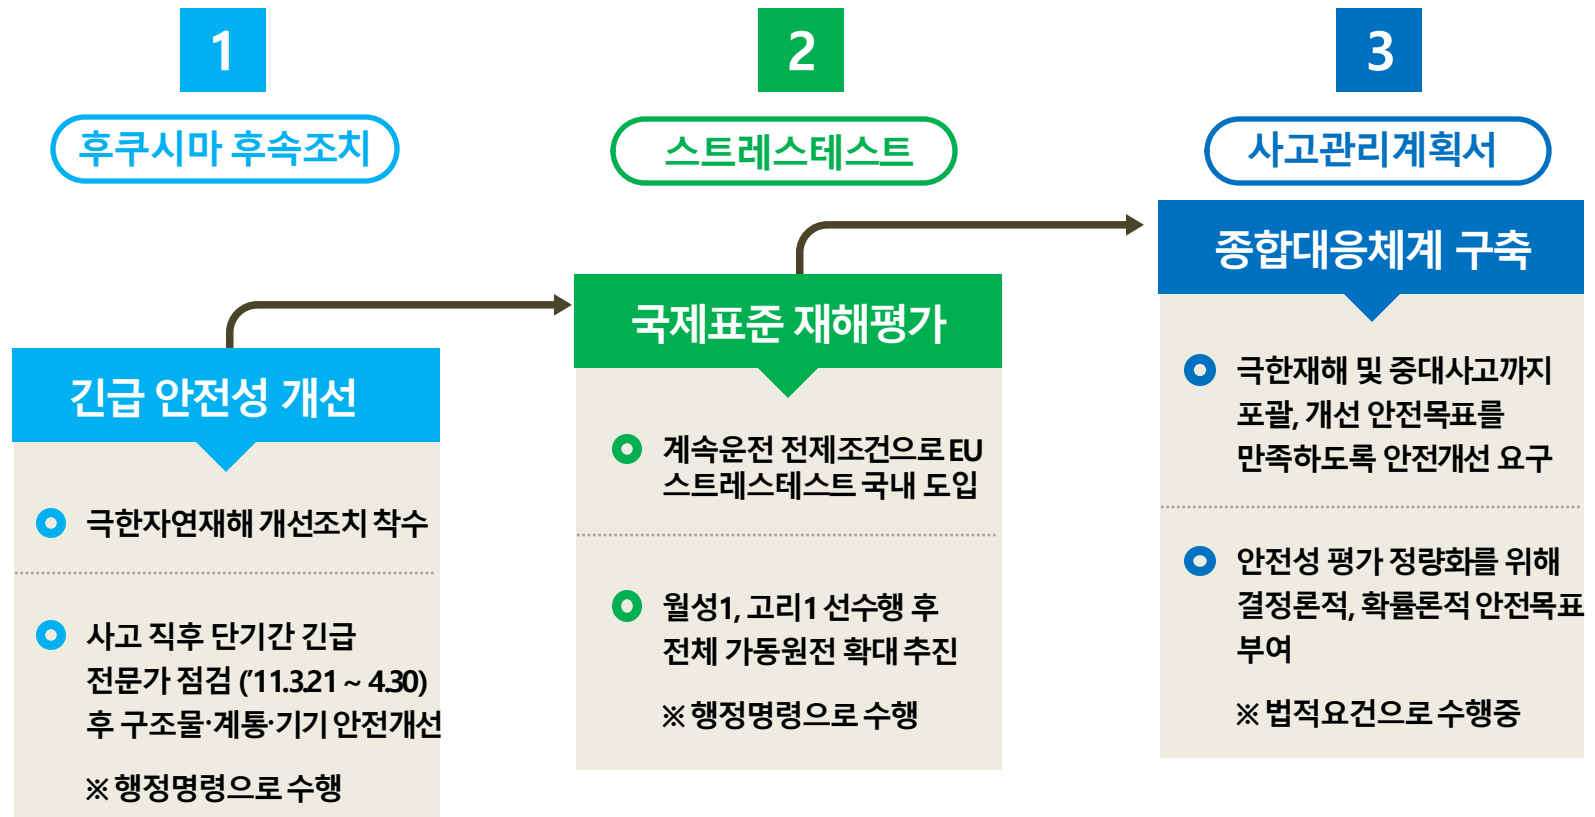 1
후쿠시마 후속조치
긴급 안전성 개선
극한자연재해 개선조치 착수
사고 직후 단기간 긴급
전문가 점검 (’11.3.21 ~ 4.30)
후 구조물·계통·기기 안전개선
※ 행정명령으로 수행
2
스트레스테스트
국제표준 재해평가
계속운전 전제조건으로 EU
스트레스테스트 국내 도입
월성1, 고리1 선수행 후
전체 가동원전 확대 추진
※ 행정명령으로 수행
3
사고관리계획서
종합대응체계 구축
극한재해 및 중대사고까지
포괄, 개선 안전목표를
만족하도록 안전개선 요구
안전성 평가 정량화를 위해
결정론적, 확률론적 안전목표
부여
※ 법적요건으로 수행중